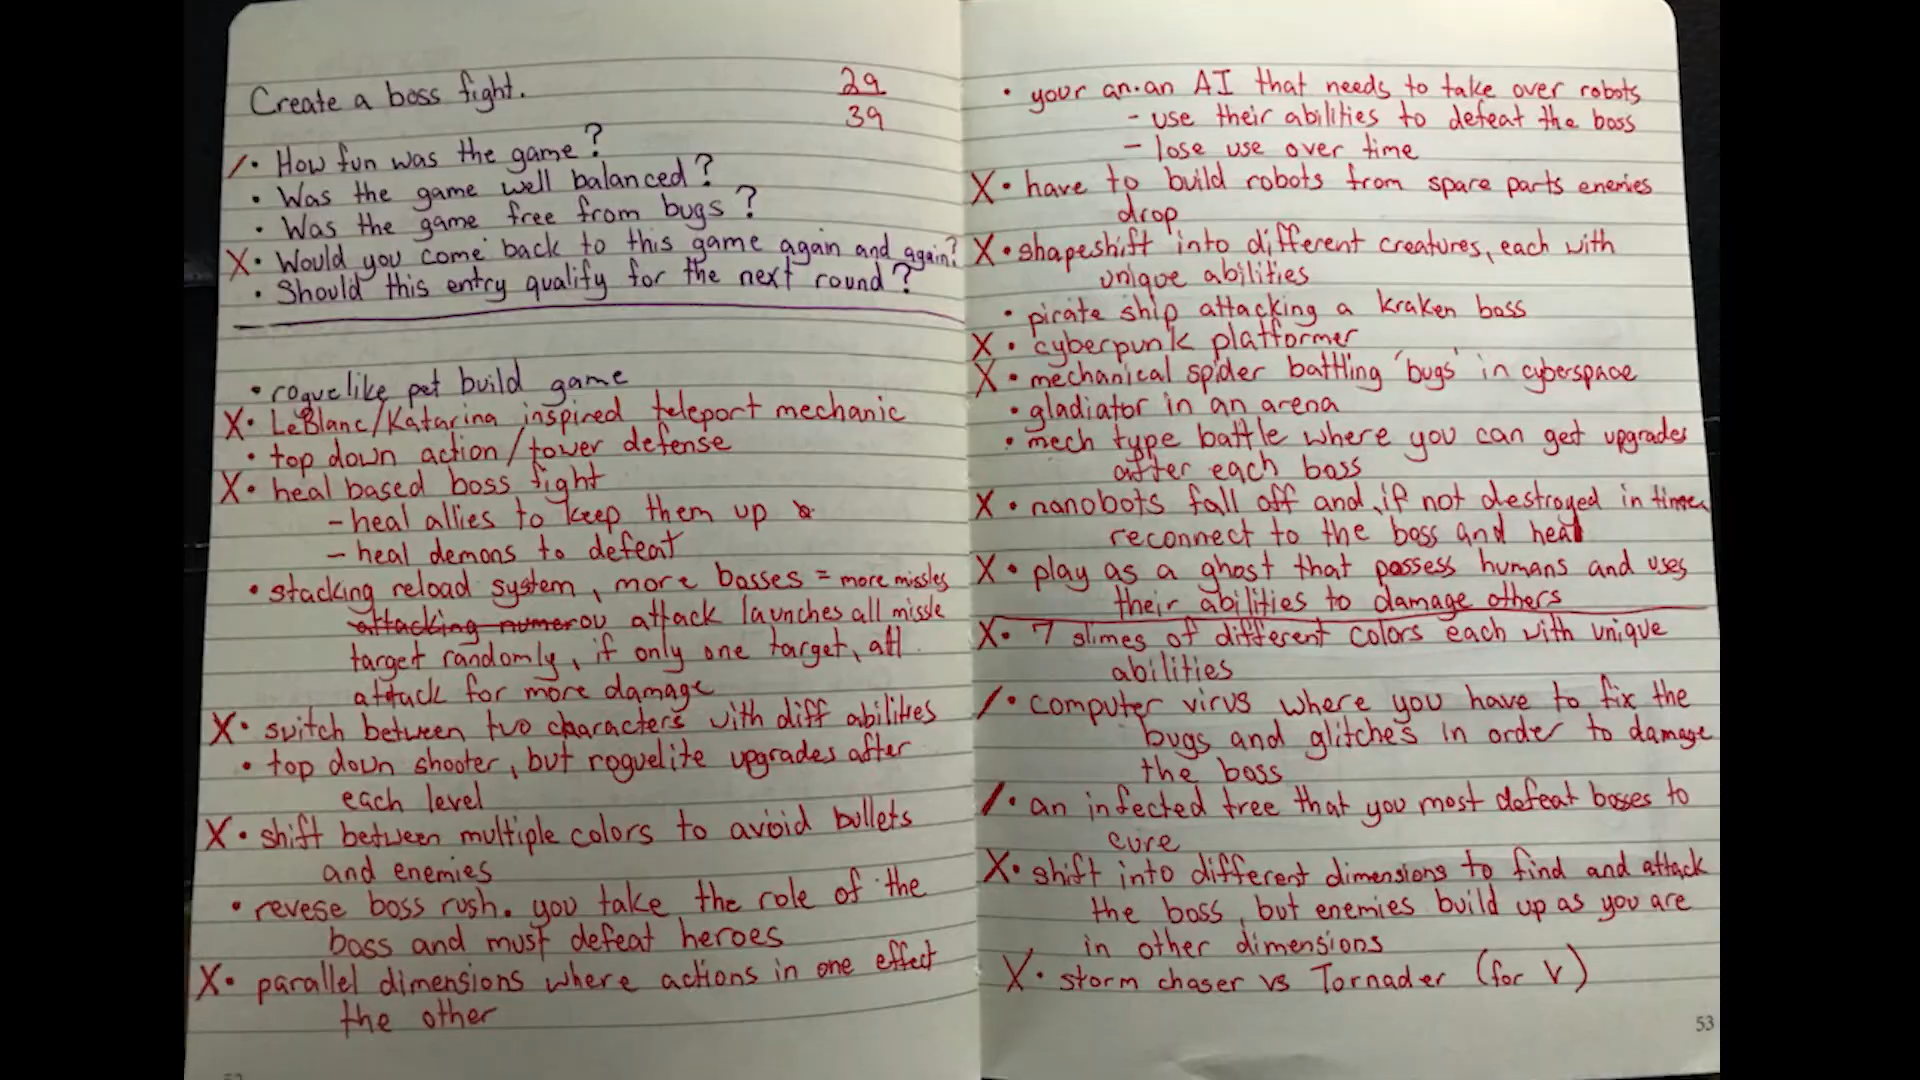 Create a boss fight.
29
39
/• How fun was the game?
• Was the game well balanced?
• Was the game free from bugs?
X• Would you come back to this game again and again?
• Should this entry qualify for the next round?
• roguelike pet build game
X• LeBlanc/Katarina inspired teleport mechanic
• top down action/tower defense
X• heal based boss fight
- heal allies to keep them up
- heal demons to defeat
• stacking reload system, more bosses = more missles
attacking numerou attack launches all missle
target randomly, if only one target, all
attack for more damage
X• switch between two characters with diff abilities
• top down shooter, but roguelite upgrades after
each level
X• shift between multiple colors to avoid bullets
and enemies
• revese boss rush. you take the role of the
boss and must defeat heroes
X• parallel dimensions where actions in one effect
the other
• your an an AI that needs to take over robots
- use their abilities to defeat the boss
- lose use over time
X• have to build robots from spare parts enemies
drop
X• shapeshift into different creatures, each with
unique abilities
• pirate ship attacking a kraken boss
X• cyberpunk platformer
X• mechanical spider battling 'bugs' in cyberspace
• gladiator in an arena
• mech type battle where you can get upgrades
after each boss
X• nanobots fall off and, if not destroyed in time,
reconnect to the boss and heal
X• play as a ghost that possess humans and uses
their abilities to damage others
X• 7 slimes of different colors each with unique
abilities
/• computer virus where you have to fix the
bugs and glitches in order to damage
the boss
/• an infected tree that you most defeat bosses to
cure
X• shift into different dimensions to find and attack
the boss, but enemies build up as you are
in other dimensions
X• storm chaser vs Tornader (for V)
53